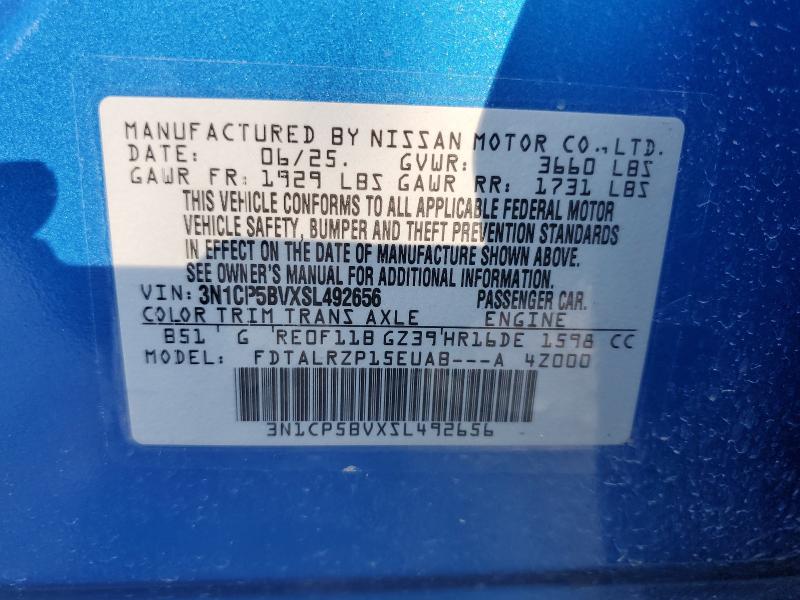 MANUFACTURED BY NISSAN MOTOR CO., LTD.
DATE: 06/25. GVWR: 3660 LBS
GAWR FR: 1929 LBS GAWR RR: 1731 LBS
THIS VEHICLE CONFORMS TO ALL APPLICABLE FEDERAL MOTOR
VEHICLE SAFETY, BUMPER AND THEFT PREVENTION STANDARDS
IN EFFECT ON THE DATE OF MANUFACTURE SHOWN ABOVE.
SEE OWNER'S MANUAL FOR ADDITIONAL INFORMATION.
VIN: 3N1CP5BVXSL492656 PASSENGER CAR.
COLOR TRIM TRANS AXLE ENGINE
B51 G RE0F11B GZ39 HR16DE 1598 CC
MODEL: FDTALRZP15EUAB---A 4Z000
3N1CP5BVXSL492656